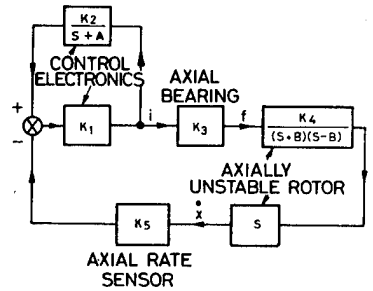 K2
S+A
CONTROL
ELECTRONICS
AXIAL
BEARING
+
−
K1
i
K3
f
K4
(S+B)(S−B)
AXIALLY
UNSTABLE ROTOR
K5
ẋ
S
AXIAL RATE
SENSOR